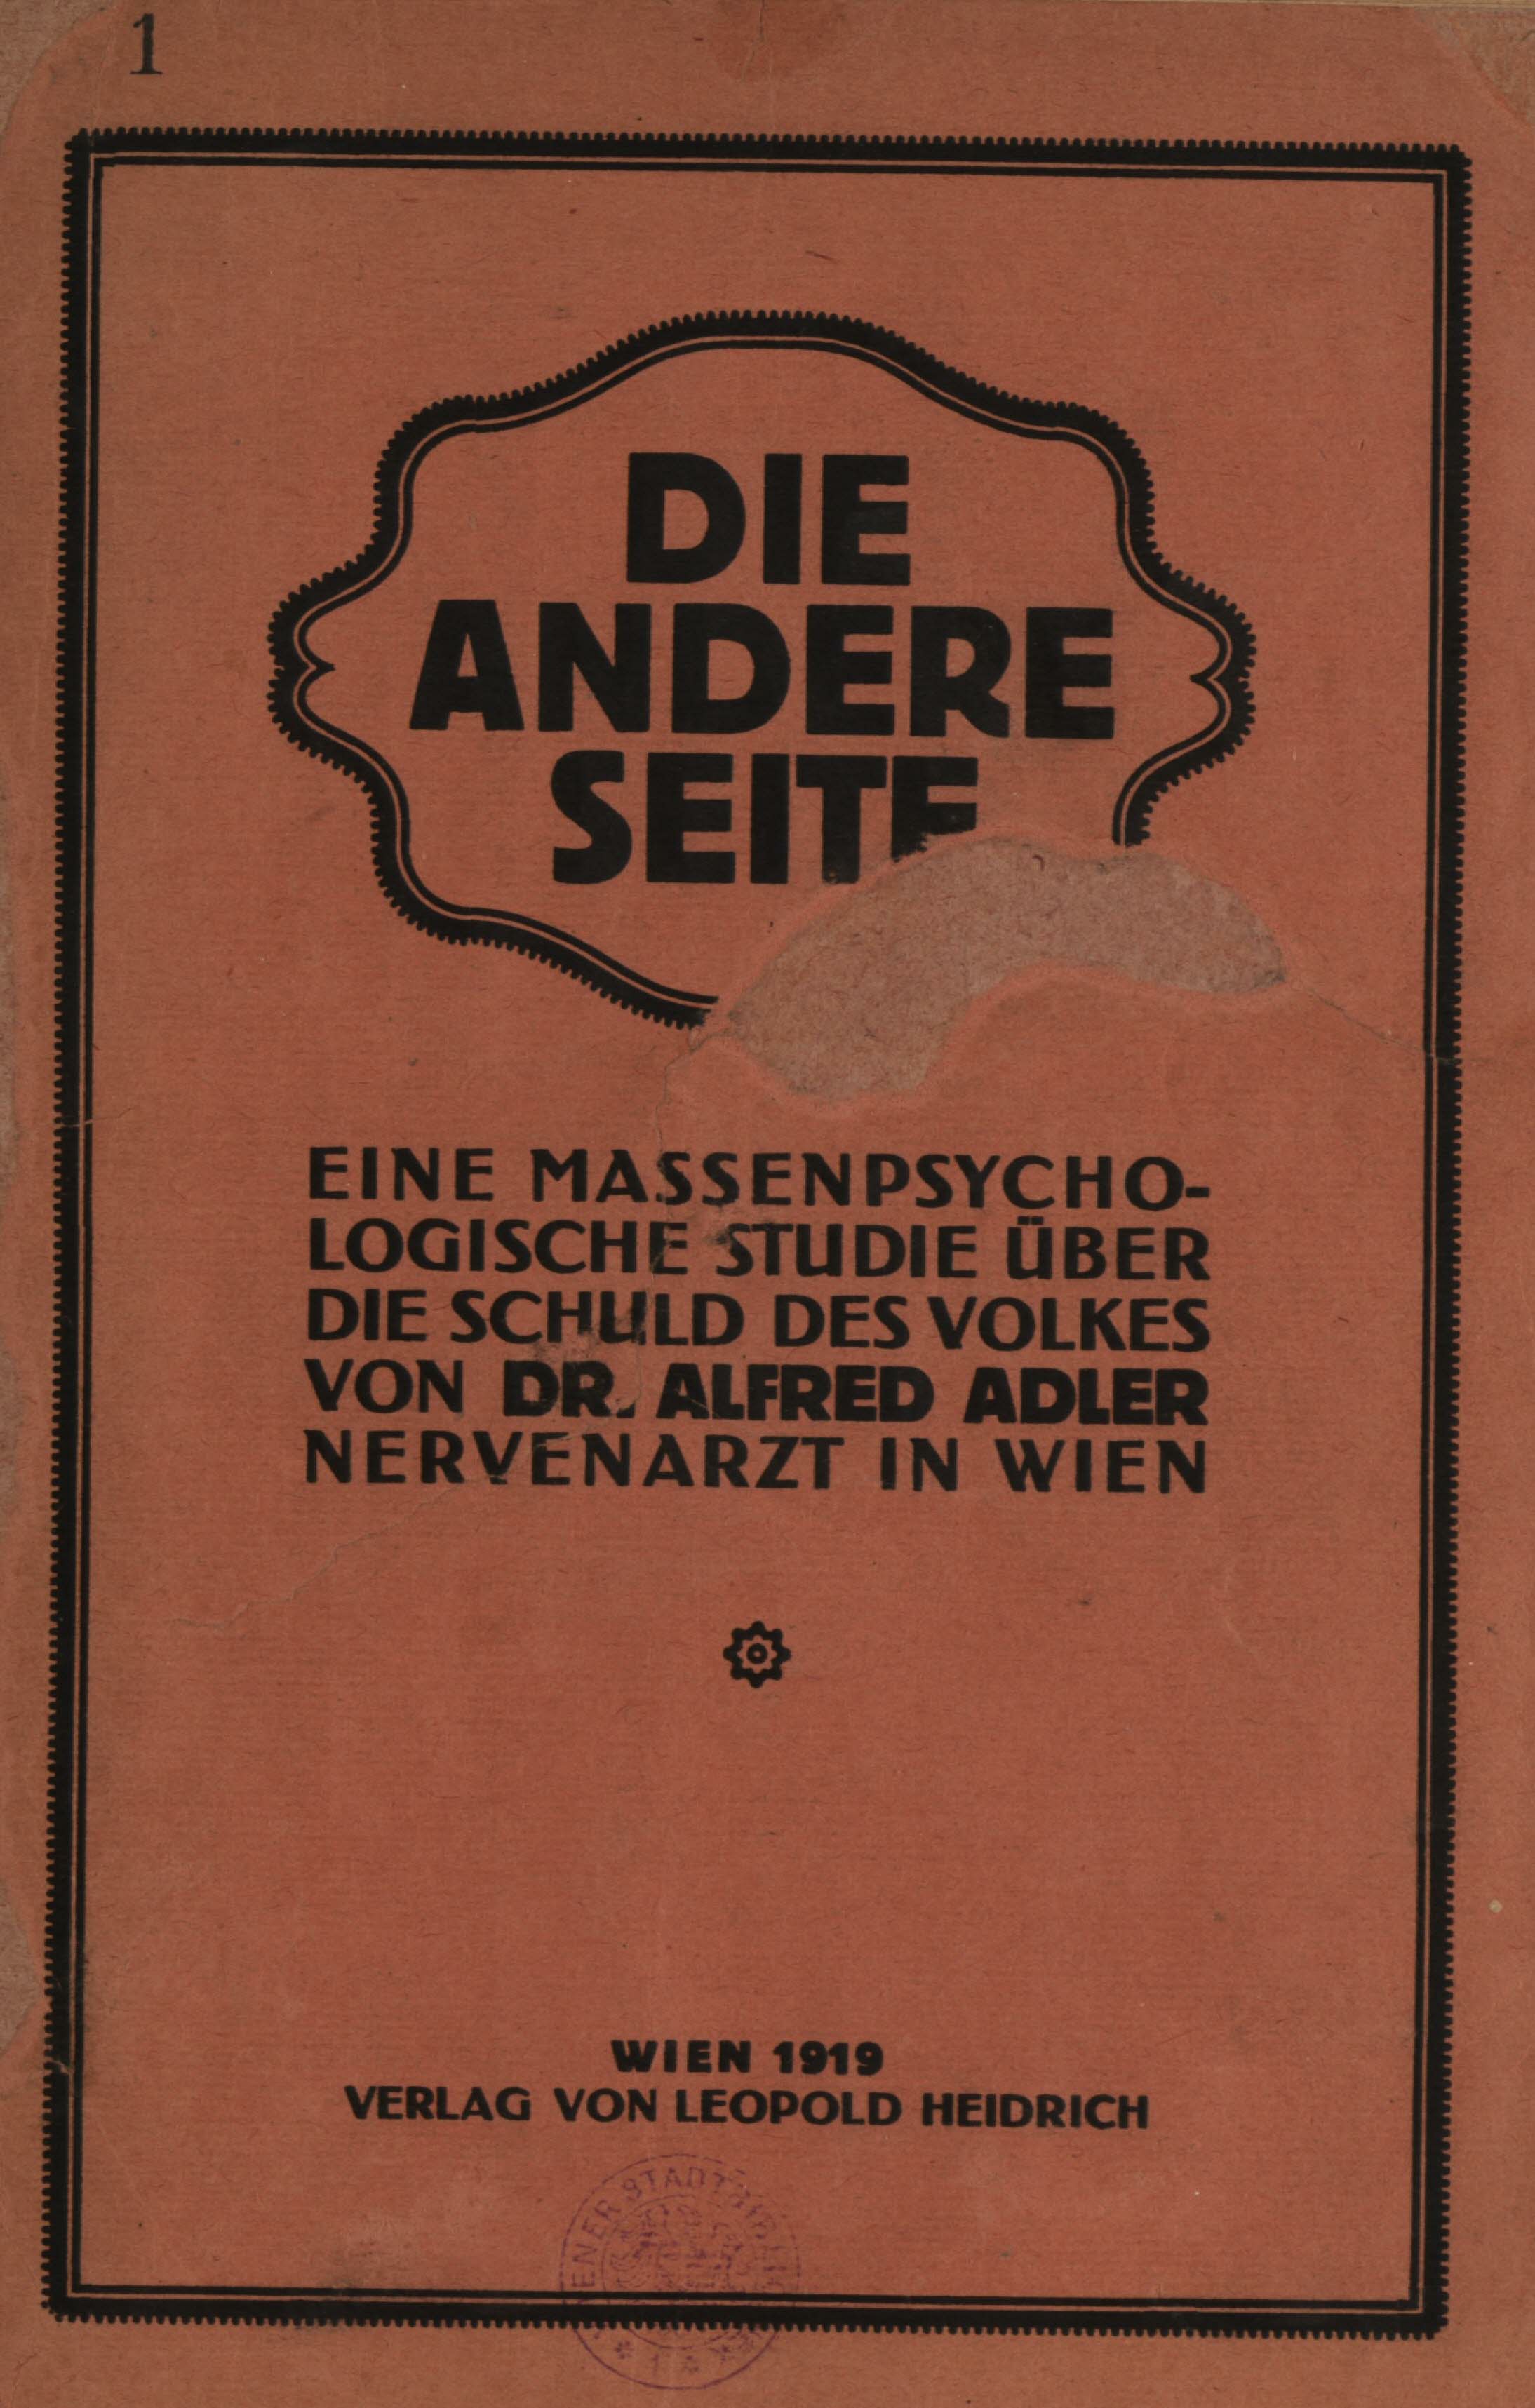 1
DIE
ANDERE
SEITE
EINE MASSENPSYCHO-
LOGISCHE STUDIE ÜBER
DIE SCHULD DES VOLKES
VON DR. ALFRED ADLER
NERVENARZT IN WIEN
WIEN 1919
VERLAG VON LEOPOLD HEIDRICH